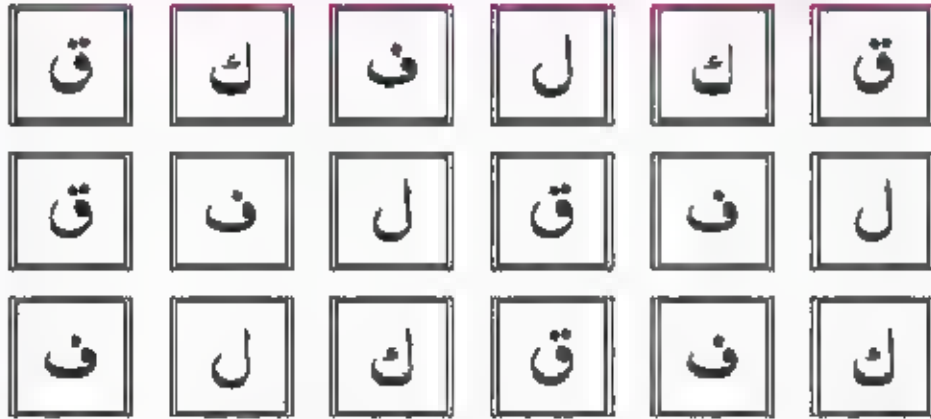 ق ك ل ف ك ق
ل ف ق ل ف ق
ك ف ق ك ل ف